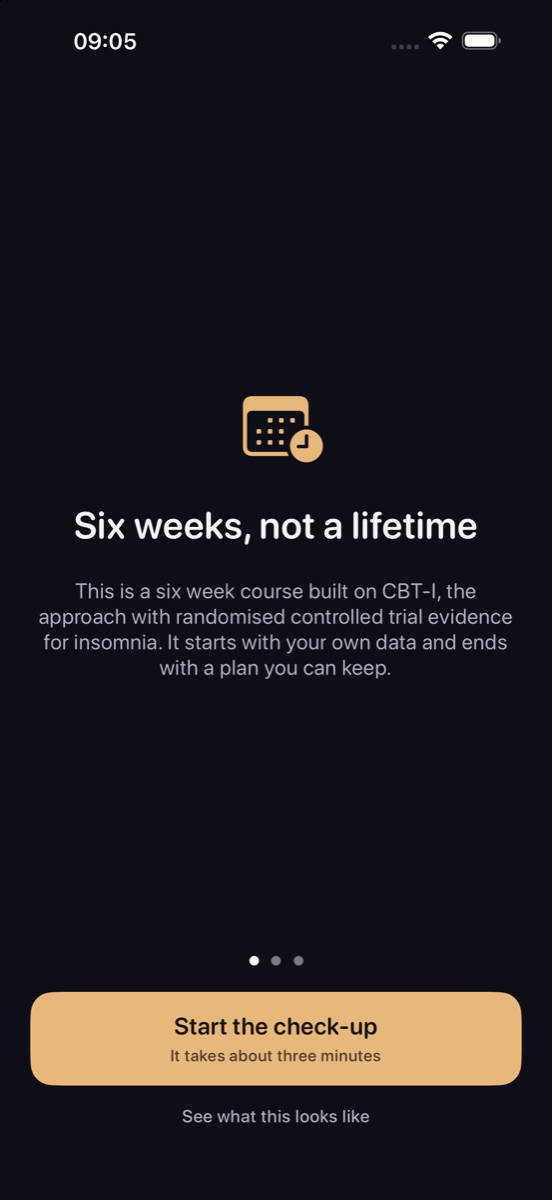 09:05
Six weeks, not a lifetime
This is a six week course built on CBT-I, the
approach with randomised controlled trial evidence
for insomnia. It starts with your own data and ends
with a plan you can keep.
Start the check-up
It takes about three minutes
See what this looks like